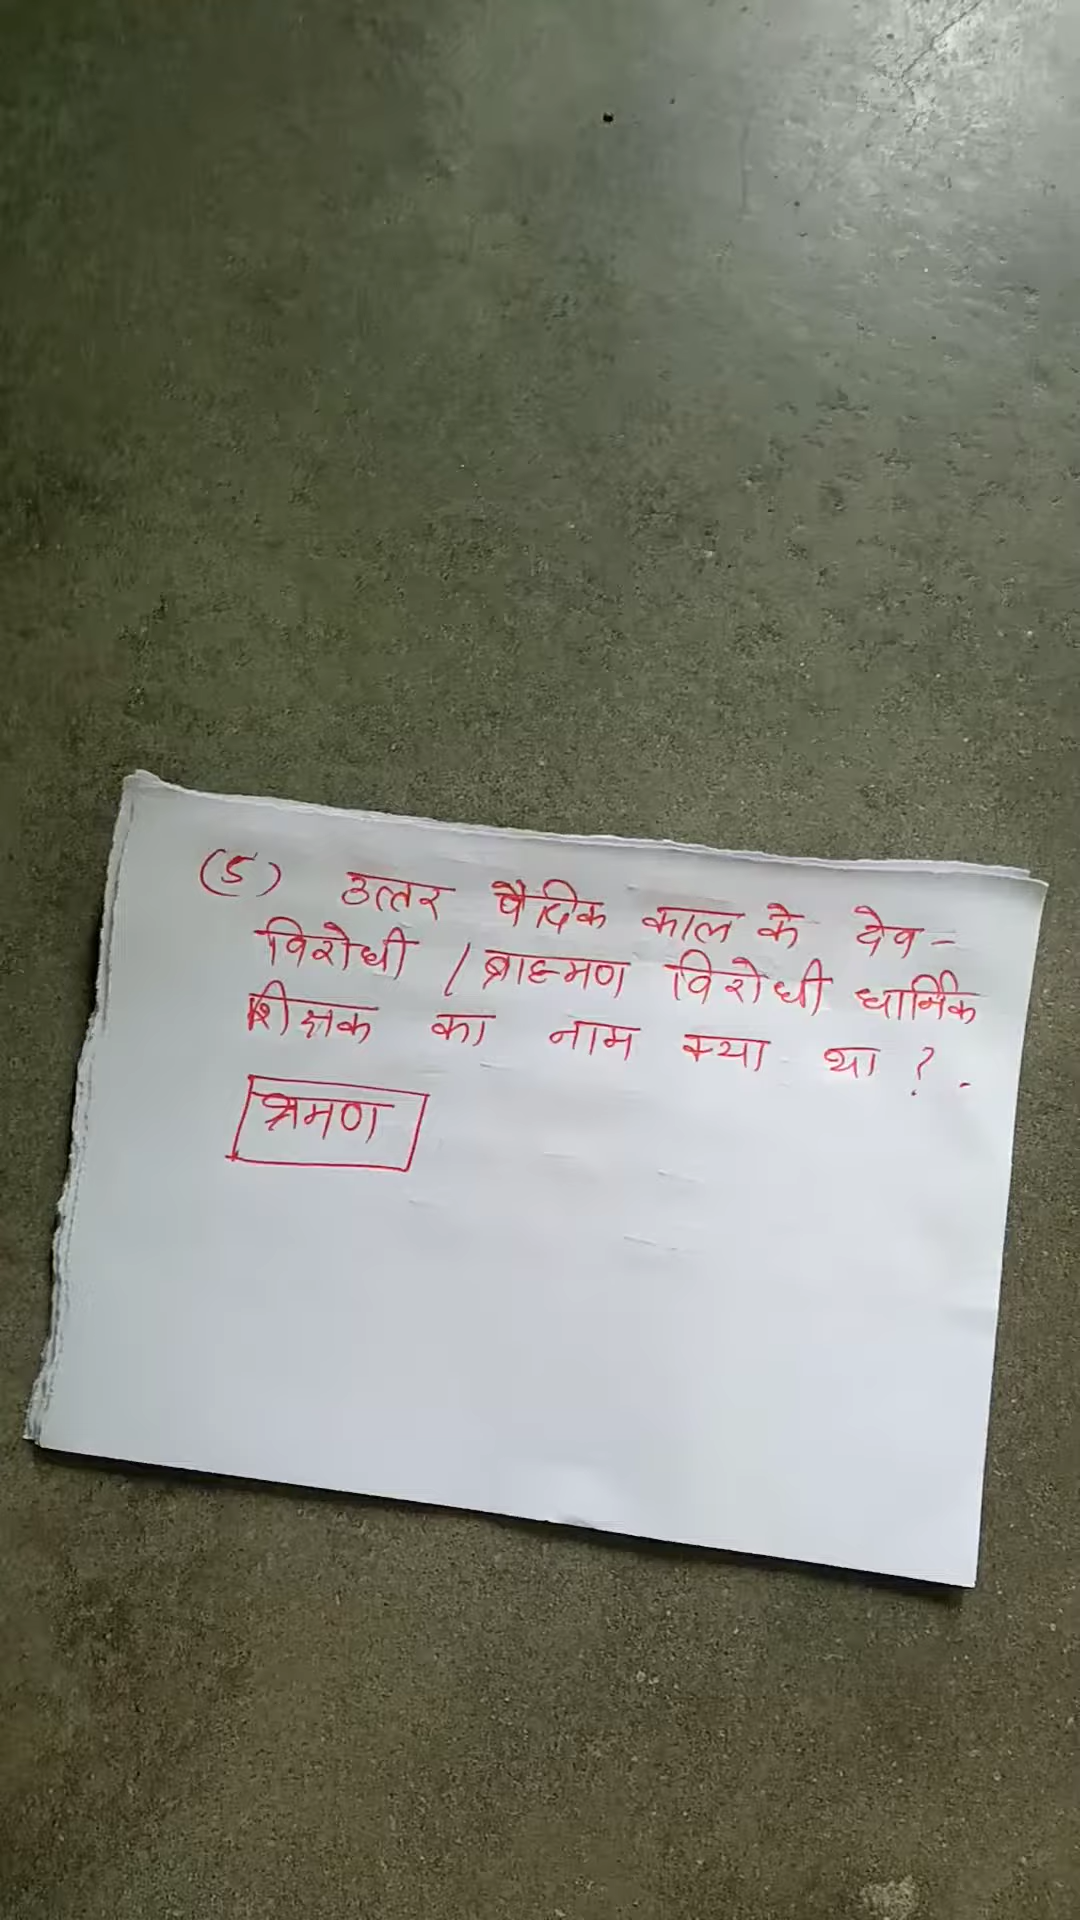 (5) उत्तर वैदिक काल के देव-
विरोधी / ब्राह्मण विरोधी धार्मिक
शिक्षक का नाम क्या था ?.
श्रमण